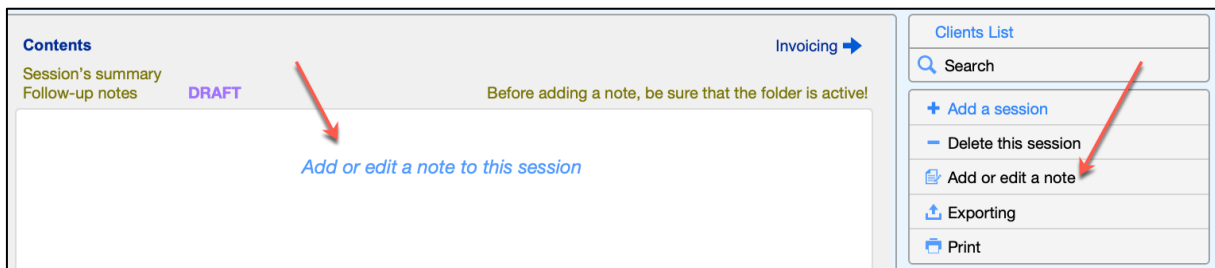 Contents
Invoicing
Session's summary
Follow-up notes DRAFT Before adding a note, be sure that the folder is active!
Add or edit a note to this session
Clients List
Search
Add a session
Delete this session
Add or edit a note
Exporting
Print